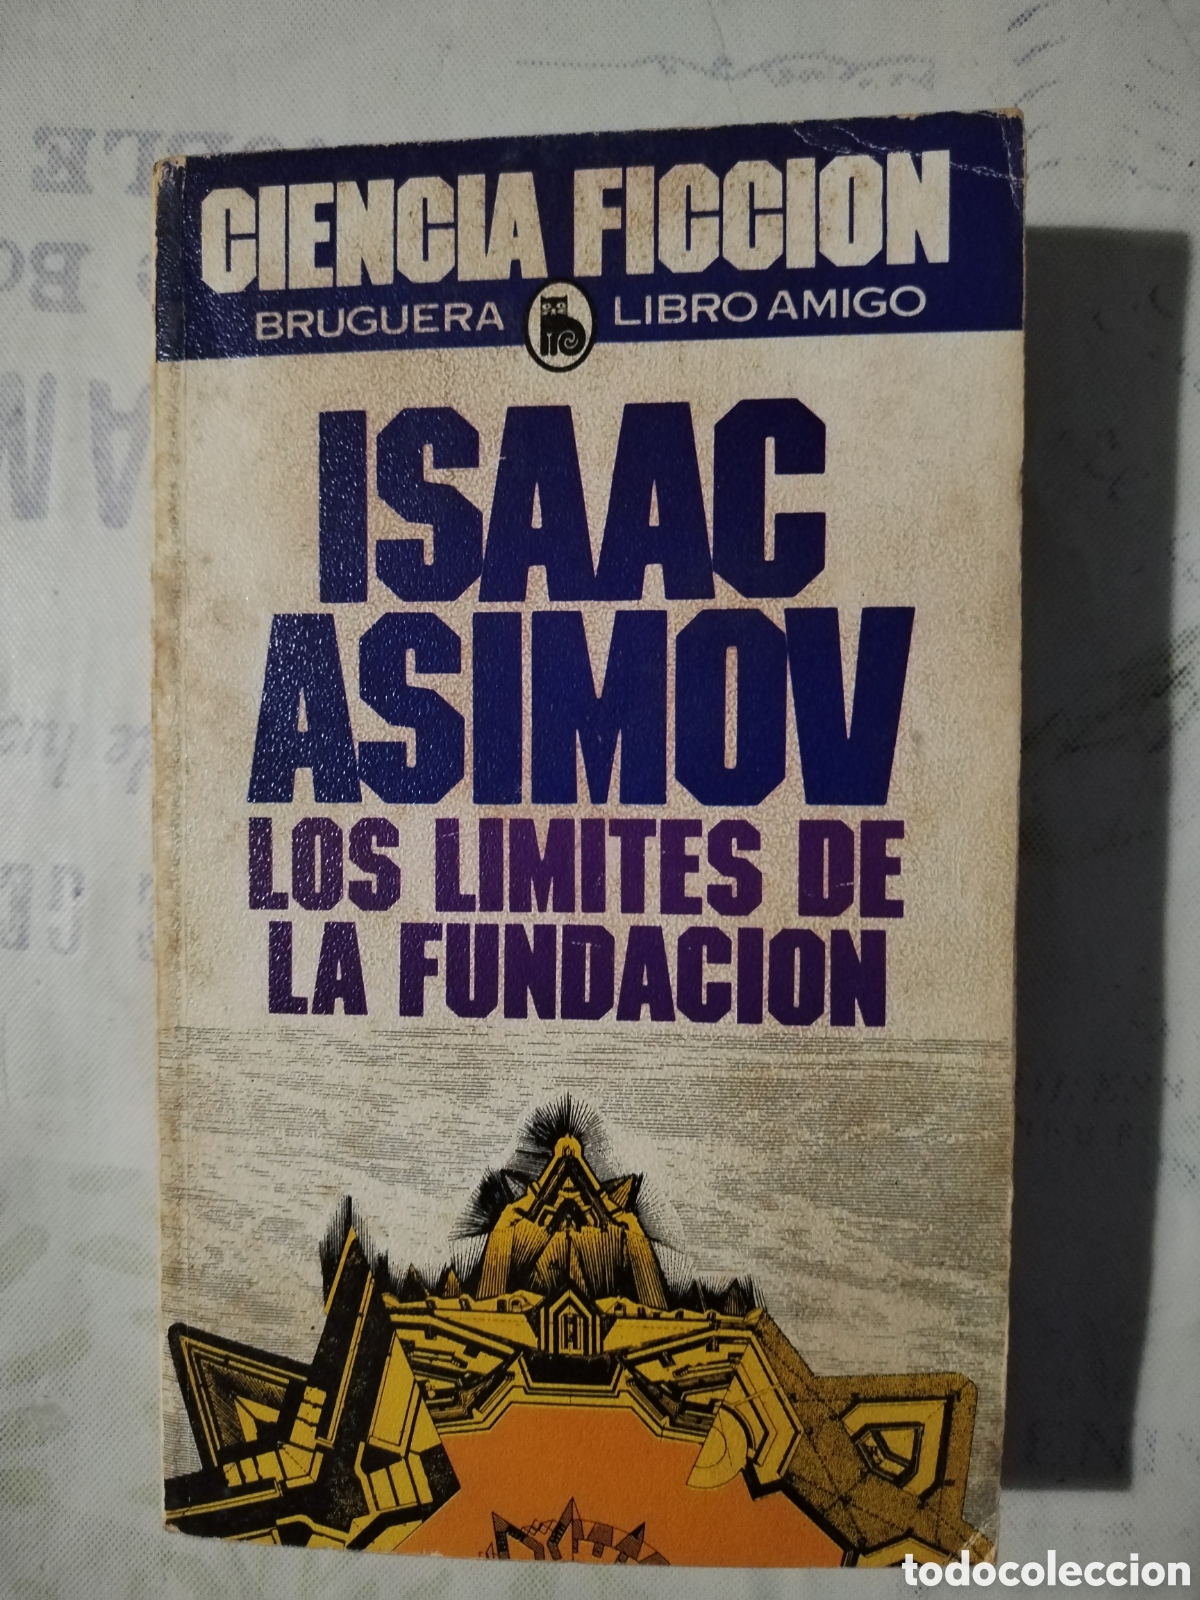 CIENCIA FICCION
BRUGUERA LIBRO AMIGO
ISAAC
ASIMOV
LOS LIMITES DE
LA FUNDACION
todocoleccion